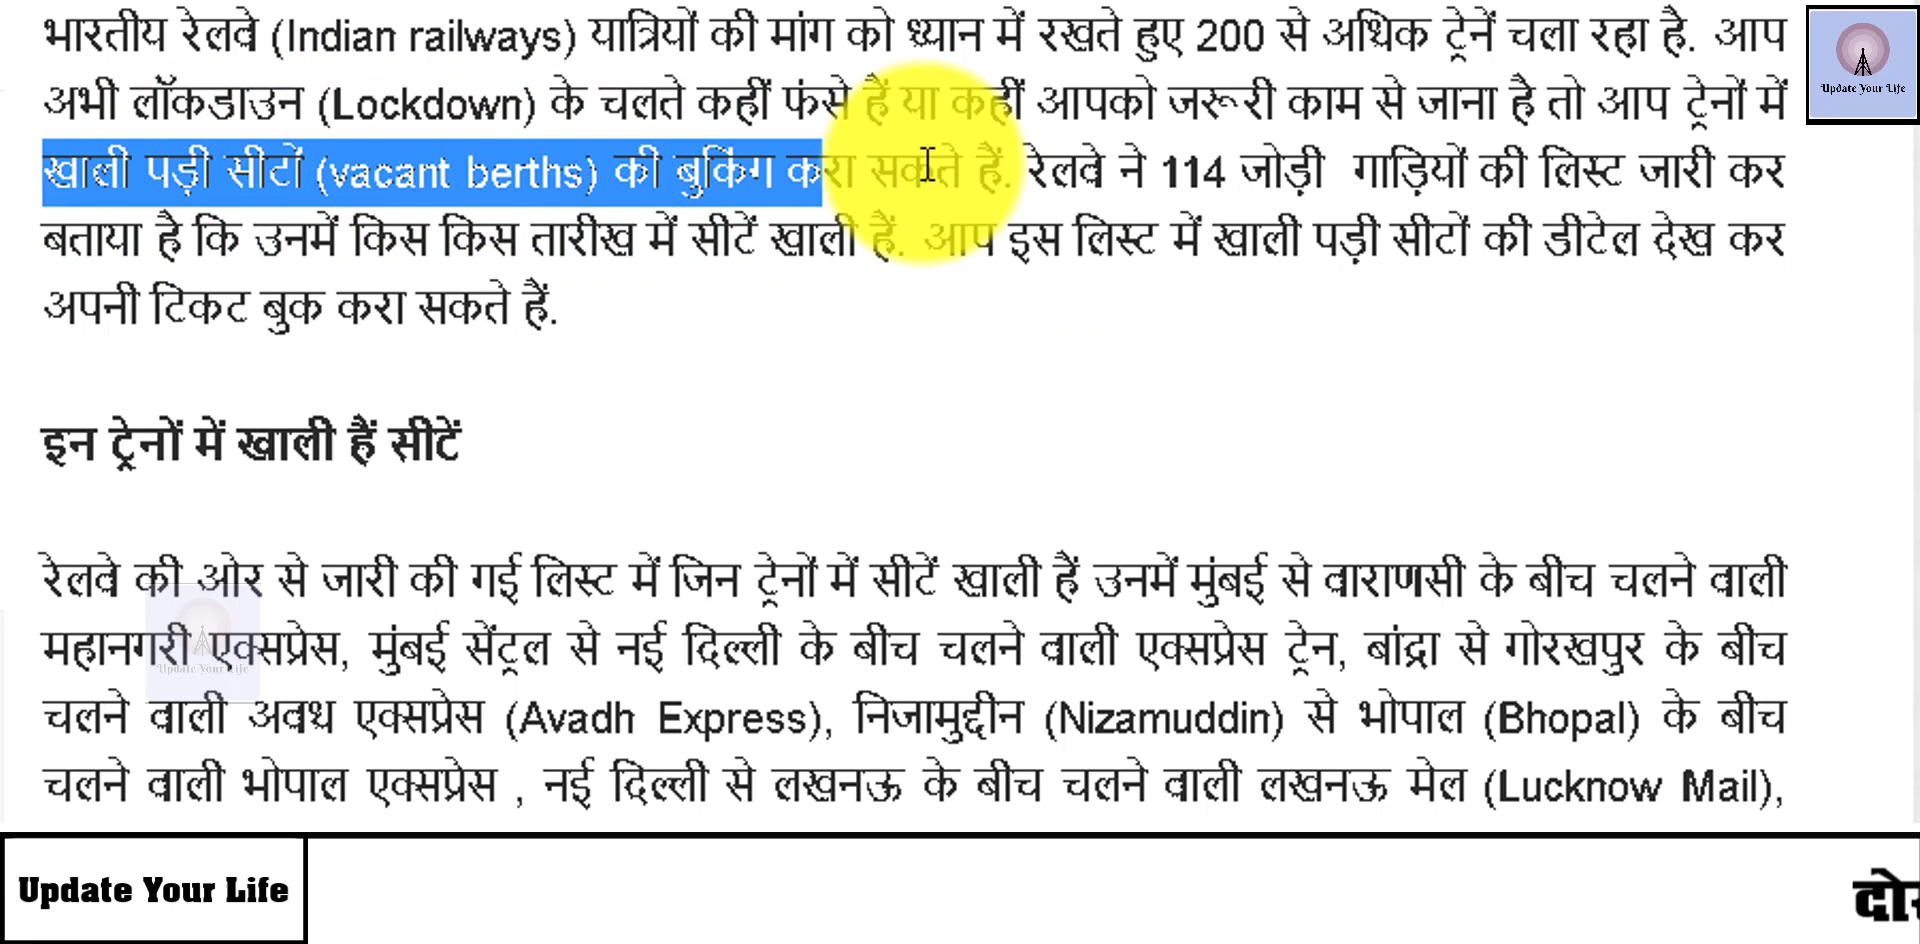 भारतीय रेलवे (Indian railways) यात्रियों की मांग को ध्यान में रखते हुए 200 से अधिक ट्रेनें चला रहा है. आप
अभी लॉकडाउन (Lockdown) के चलते कहीं फंसे हैं या कहीं आपको जरूरी काम से जाना है तो आप ट्रेनों में
खाली पड़ी सीटों (vacant berths) की बुकिंग करा सकते हैं. रेलवे ने 114 जोड़ी गाड़ियों की लिस्ट जारी कर
बताया है कि उनमें किस किस तारीख में सीटें खाली हैं. आप इस लिस्ट में खाली पड़ी सीटों की डीटेल देख कर
अपनी टिकट बुक करा सकते हैं.
इन ट्रेनों में खाली हैं सीटें
रेलवे की ओर से जारी की गई लिस्ट में जिन ट्रेनों में सीटें खाली हैं उनमें मुंबई से वाराणसी के बीच चलने वाली
महानगरी एक्सप्रेस, मुंबई सेंट्रल से नई दिल्ली के बीच चलने वाली एक्सप्रेस ट्रेन, बांद्रा से गोरखपुर के बीच
चलने वाली अवध एक्सप्रेस (Avadh Express), निजामुद्दीन (Nizamuddin) से भोपाल (Bhopal) के बीच
चलने वाली भोपाल एक्सप्रेस , नई दिल्ली से लखनऊ के बीच चलने वाली लखनऊ मेल (Lucknow Mail),
Update Your Life
Update Your Life
Update Your Life